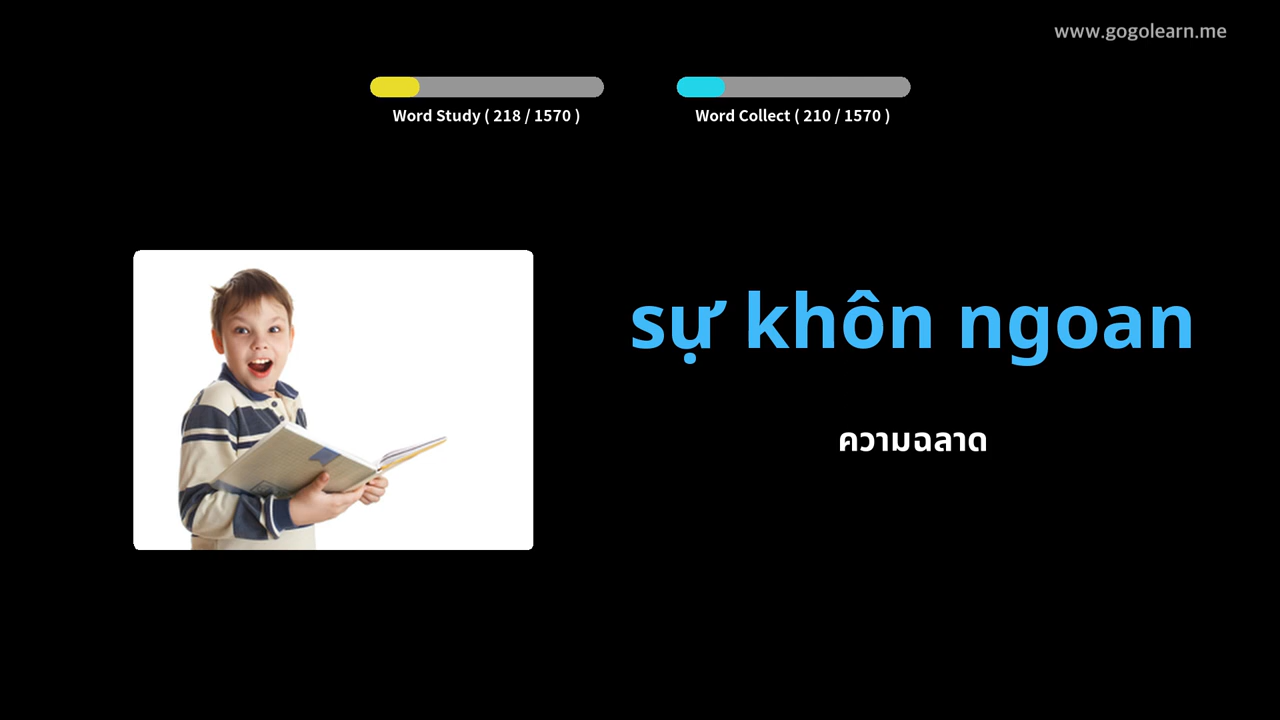 www.gogolearn.me
Word Study ( 218 / 1570 )
Word Collect ( 210 / 1570 )
sự khôn ngoan
ความฉลาด